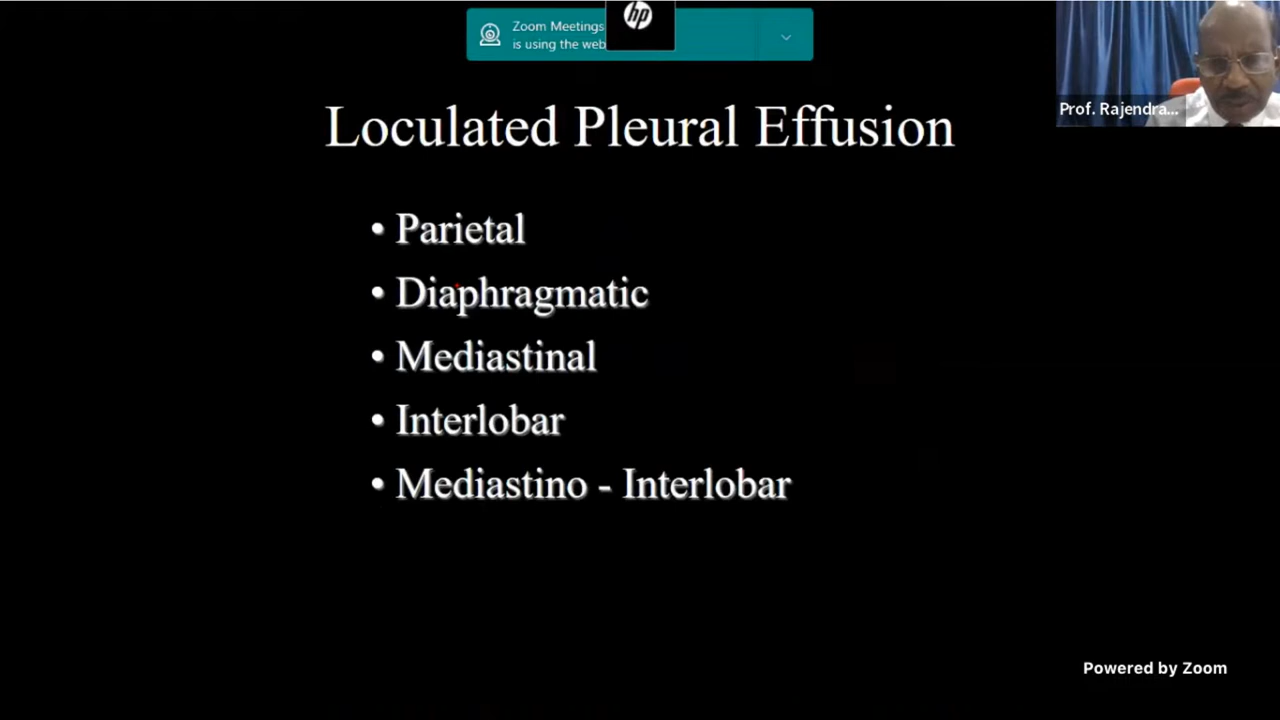 Zoom Meetings
is using the web
hp
Prof. Rajendra...
Loculated Pleural Effusion
• Parietal
• Diaphragmatic
• Mediastinal
• Interlobar
• Mediastino - Interlobar
Powered by Zoom